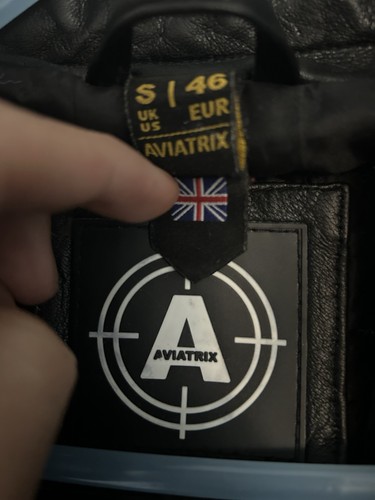 S | 46
UK EUR
US
AVIATRIX
A
AVIATRIX